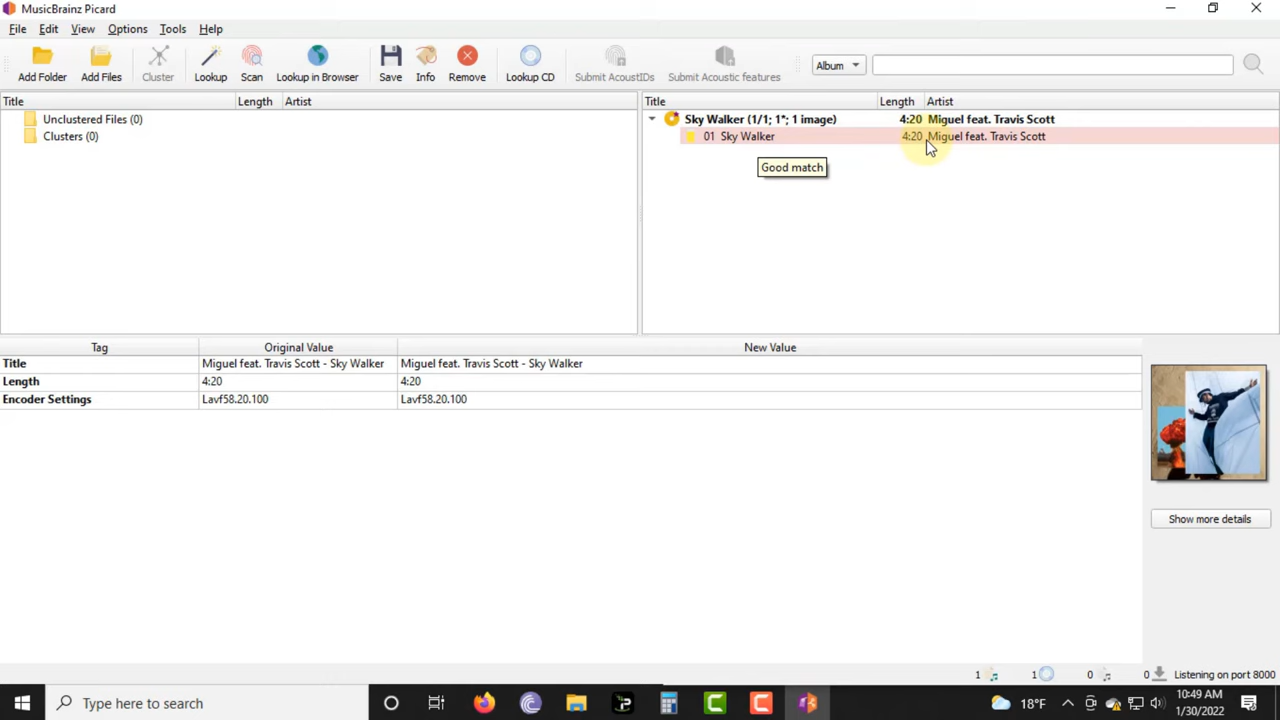 MusicBrainz Picard
File Edit View Options Tools Help
Add Folder Add Files Cluster Lookup Scan Lookup in Browser Save Info Remove Lookup CD Submit AcoustIDs Submit Acoustic features Album
Title Length Artist Title Length Artist
Unclustered Files (0) Sky Walker (1/1; 1*; 1 image) 4:20 Miguel feat. Travis Scott
Clusters (0) 01 Sky Walker 4:20 Miguel feat. Travis Scott
Good match
Tag Original Value New Value
Title Miguel feat. Travis Scott - Sky Walker Miguel feat. Travis Scott - Sky Walker
Length 4:20 4:20
Encoder Settings Lavf58.20.100 Lavf58.20.100
Show more details
1 1 0 0 Listening on port 8000
Type here to search 18°F 10:49 AM
1/30/2022